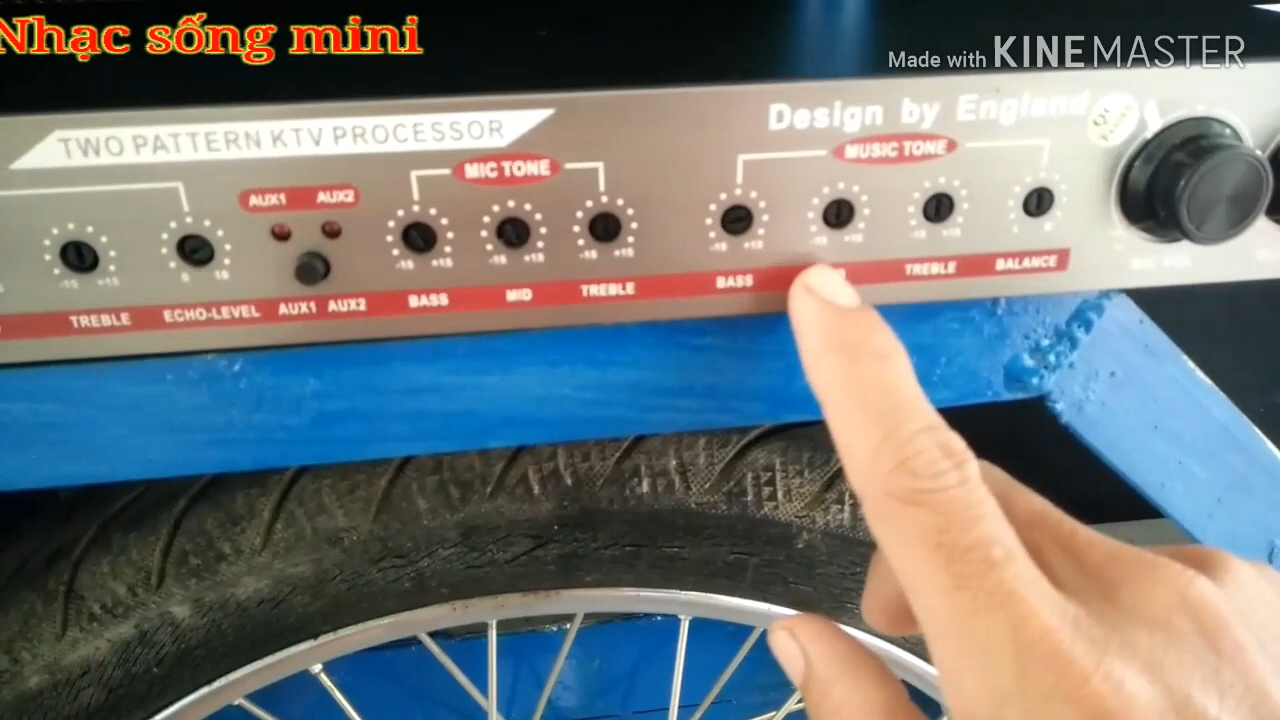 Nhạc sống mini
Made with KINEMASTER
Design by England
TWO PATTERN KTV PROCESSOR
MIC TONE
MUSIC TONE
AUX1 AUX2
-15 +15
0 10
-15 +15
-15 +15
-15 +15
-15 +15
-15 +15
-15 +15
TREBLE
ECHO-LEVEL
AUX1 AUX2
BASS
MID
TREBLE
BASS
TREBLE
BALANCE